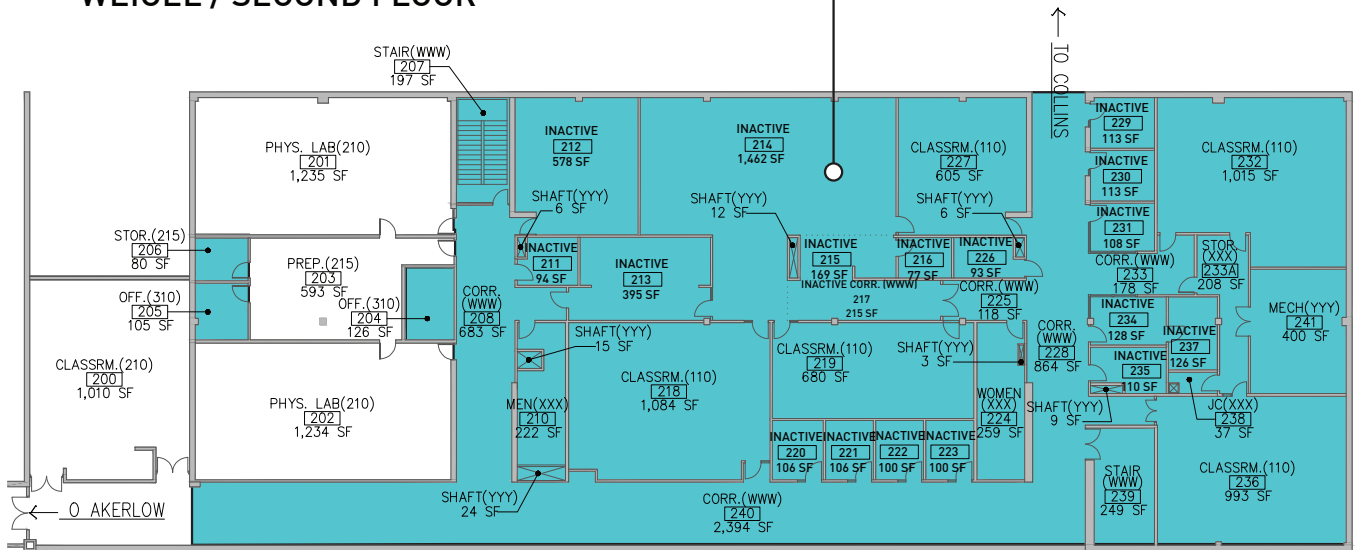 WEIGLE / SECOND FLOOR
STAIR(WWW)
207
197 SF
TO COLLINS
PHYS. LAB(210)
201
1,235 SF
INACTIVE
212
578 SF
INACTIVE
214
1,462 SF
CLASSRM.(110)
227
605 SF
INACTIVE
229
113 SF
INACTIVE
230
113 SF
INACTIVE
231
108 SF
CLASSRM.(110)
232
1,015 SF
SHAFT(YYY)
6 SF
SHAFT(YYY)
12 SF
SHAFT(YYY)
6 SF
STOR.(215)
206
80 SF
PREP.(215)
203
593 SF
OFF.(310)
205
105 SF
OFF.(310)
204
126 SF
CORR.
(WWW)
208
683 SF
INACTIVE
211
94 SF
INACTIVE
213
395 SF
INACTIVE
215
169 SF
INACTIVE
216
77 SF
INACTIVE
226
93 SF
INACTIVE CORR. (WWW)
217
215 SF
CORR.(WWW)
225
118 SF
CORR.(WWW)
233
178 SF
STOR.
(XXX)
233A
208 SF
MECH(YYY)
241
400 SF
INACTIVE
234
128 SF
INACTIVE
237
126 SF
INACTIVE
235
110 SF
CORR.
(WWW)
228
864 SF
CLASSRM.(210)
200
1,010 SF
PHYS. LAB(210)
202
1,234 SF
SHAFT(YYY)
15 SF
CLASSRM.(110)
218
1,084 SF
CLASSRM.(110)
219
680 SF
SHAFT(YYY)
3 SF
MEN(XXX)
210
222 SF
WOMEN
(XXX)
224
259 SF
SHAFT(YYY)
9 SF
JC(XXX)
238
37 SF
INACTIVE
220
106 SF
INACTIVE
221
106 SF
INACTIVE
222
100 SF
INACTIVE
223
100 SF
STAIR
(WWW)
239
249 SF
CLASSRM.(110)
236
993 SF
SHAFT(YYY)
24 SF
CORR.(WWW)
240
2,394 SF
O AKERLOW